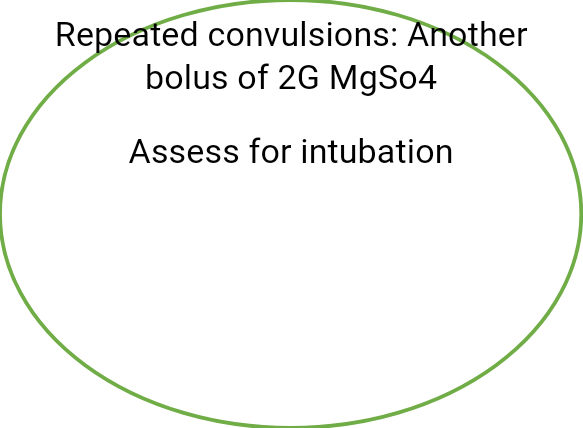 Repeated convulsions: Another
bolus of 2G MgSo4
Assess for intubation